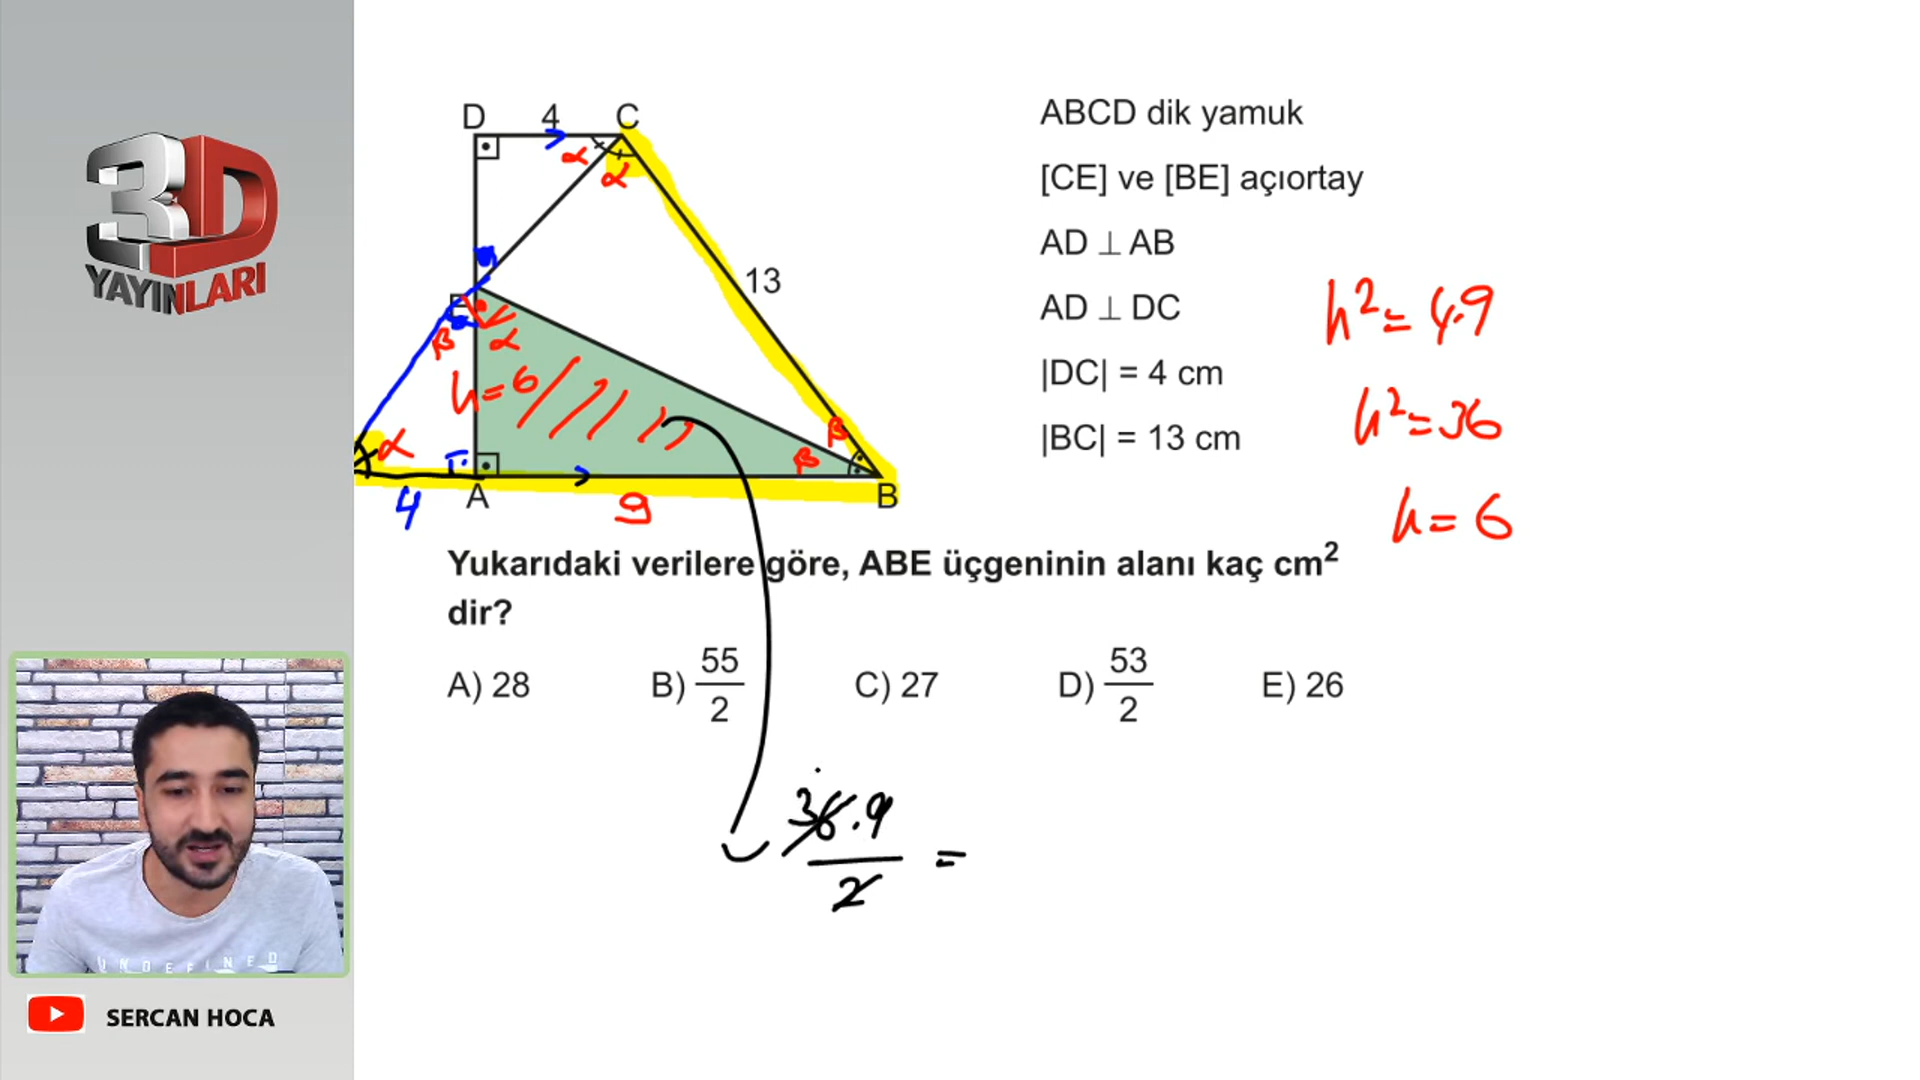 3D
YAYINLARI
D 4 C
α
α
13
E
β α
h=6
β
α β
4 A 9 B
ABCD dik yamuk
[CE] ve [BE] açıortay
AD ⊥ AB
AD ⊥ DC
|DC| = 4 cm
|BC| = 13 cm
h²= 4.9
h²=36
h= 6
Yukarıdaki verilere göre, ABE üçgeninin alanı kaç cm²
dir?
A) 28 B) 55/2 C) 27 D) 53/2 E) 26
36.9/2 =
UNDEFINED
SERCAN HOCA